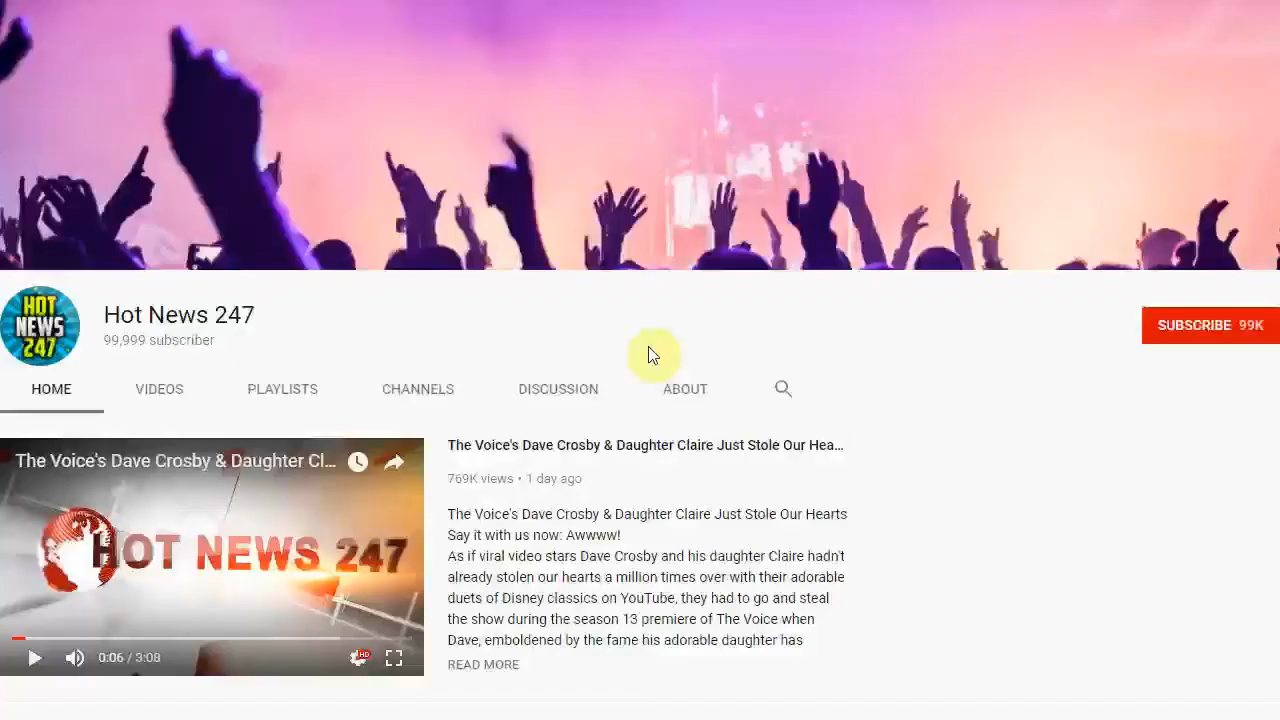 HOT
NEWS
247
Hot News 247
99,999 subscriber
SUBSCRIBE 99K
HOME VIDEOS PLAYLISTS CHANNELS DISCUSSION ABOUT
The Voice's Dave Crosby & Daughter Cl...
HOT NEWS 247
HD
0:06 / 3:08
The Voice's Dave Crosby & Daughter Claire Just Stole Our Hea...
769K views • 1 day ago
The Voice's Dave Crosby & Daughter Claire Just Stole Our Hearts
Say it with us now: Awwww!
As if viral video stars Dave Crosby and his daughter Claire hadn't
already stolen our hearts a million times over with their adorable
duets of Disney classics on YouTube, they had to go and steal
the show during the season 13 premiere of The Voice when
Dave, emboldened by the fame his adorable daughter has
READ MORE